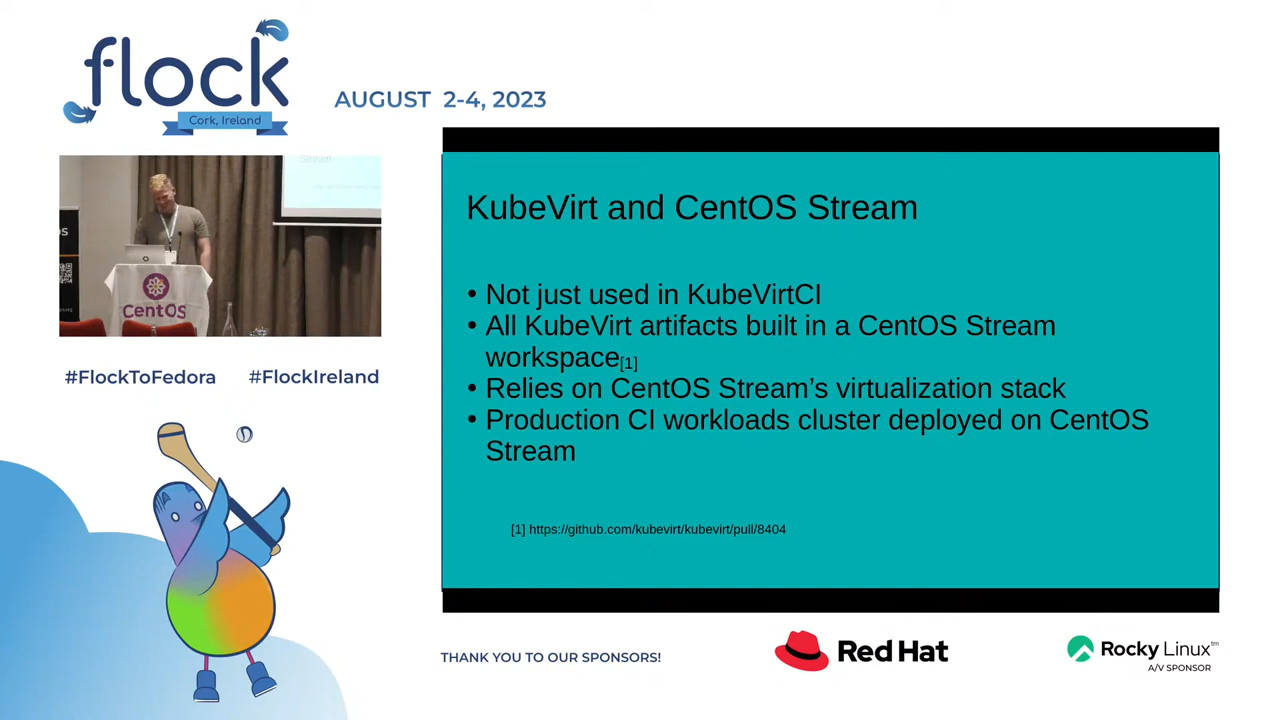 flock
Cork, Ireland
AUGUST 2-4, 2023
Stream
OS
CentOS
#FlockToFedora #FlockIreland
KubeVirt and CentOS Stream
• Not just used in KubeVirtCI
• All KubeVirt artifacts built in a CentOS Stream
workspace[1]
• Relies on CentOS Stream’s virtualization stack
• Production CI workloads cluster deployed on CentOS
Stream
[1] https://github.com/kubevirt/kubevirt/pull/8404
THANK YOU TO OUR SPONSORS!
Red Hat
Rocky Linux™
A/V SPONSOR